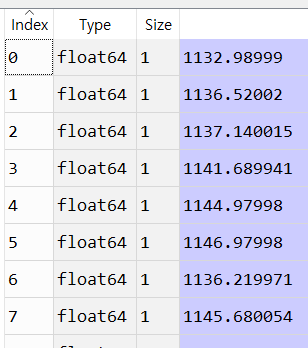 Index Type Size
0 float64 1 1132.98999
1 float64 1 1136.52002
2 float64 1 1137.140015
3 float64 1 1141.689941
4 float64 1 1144.97998
5 float64 1 1146.97998
6 float64 1 1136.219971
7 float64 1 1145.680054